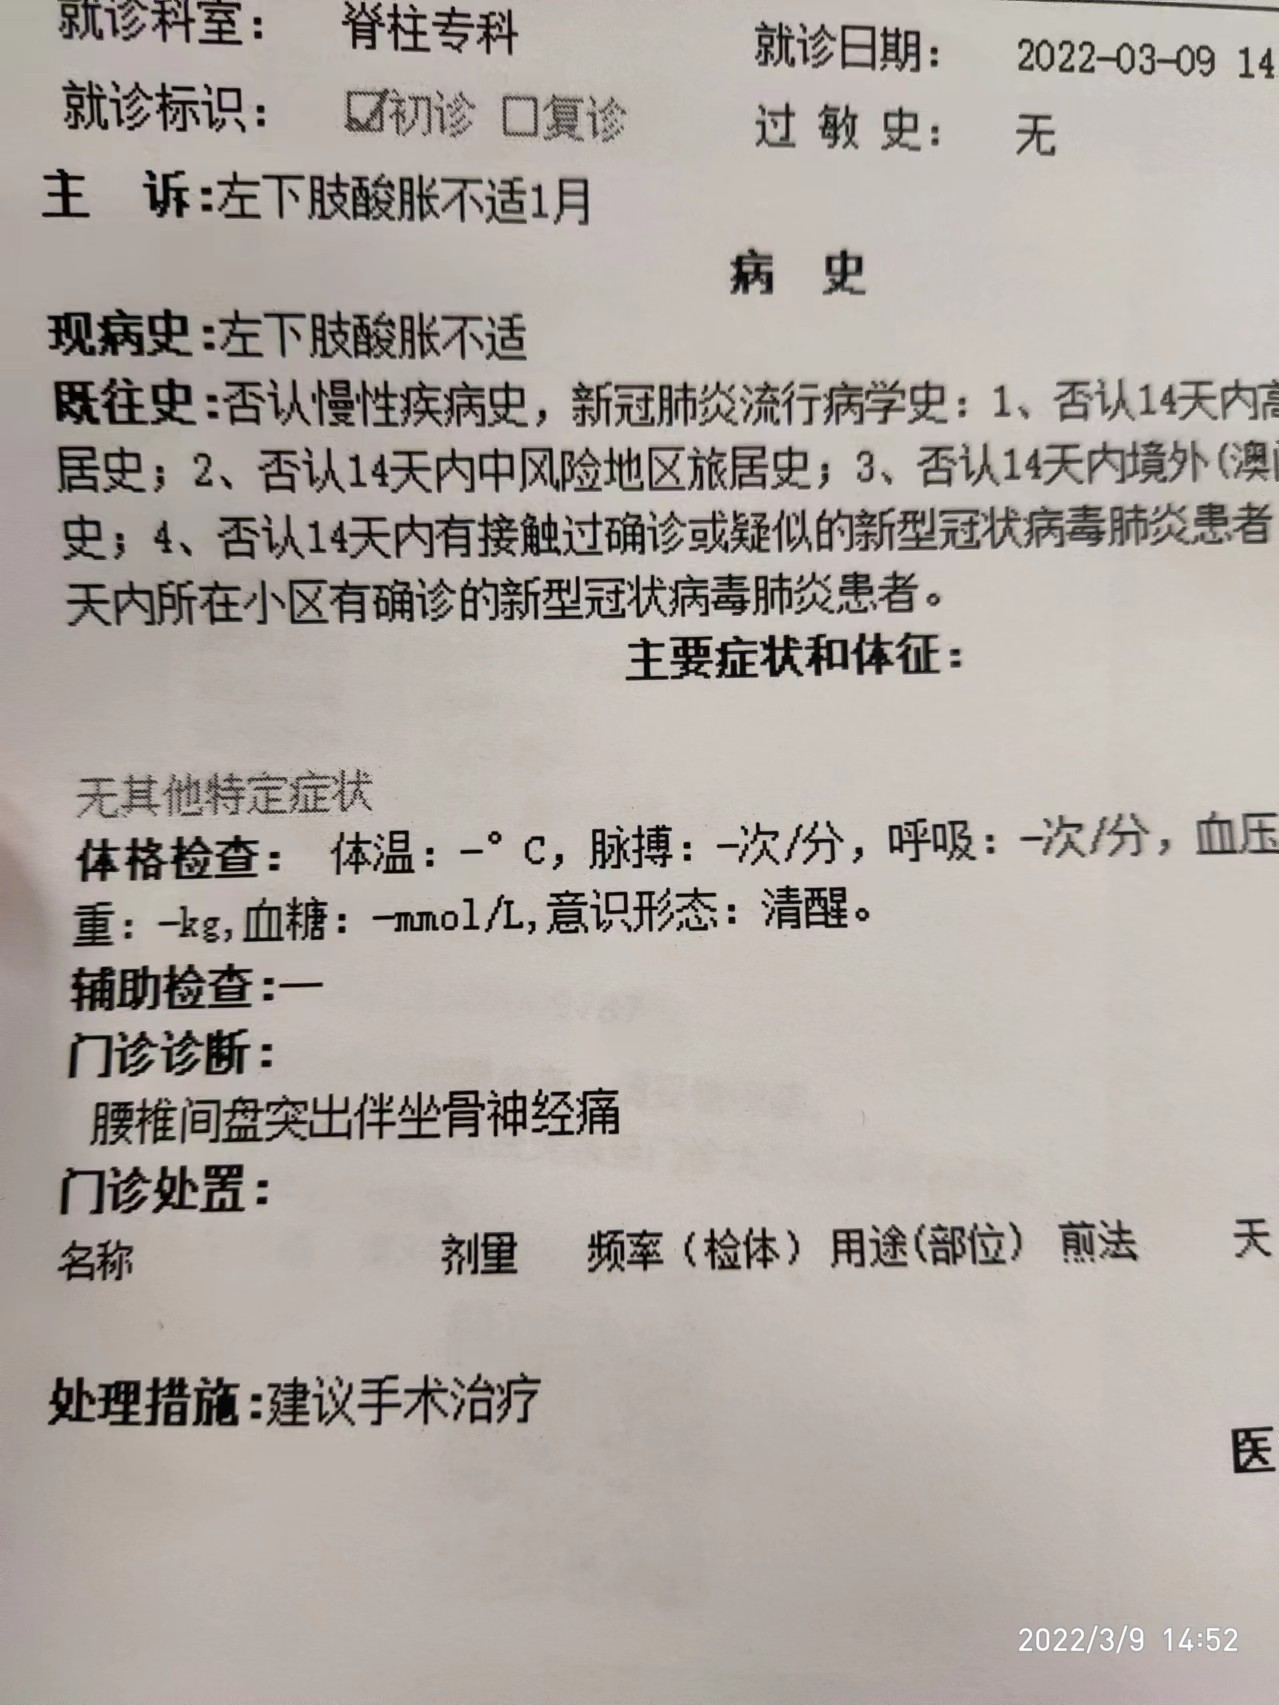 就诊科室： 脊柱专科 就诊日期： 2022-03-09 14
就诊标识： ☑初诊 □复诊 过敏史： 无
主 诉:左下肢酸胀不适1月
病 史
现病史:左下肢酸胀不适
既往史:否认慢性疾病史，新冠肺炎流行病学史：1、否认14天内高
居史；2、否认14天内中风险地区旅居史；3、否认14天内境外(澳
史；4、否认14天内有接触过确诊或疑似的新型冠状病毒肺炎患者
天内所在小区有确诊的新型冠状病毒肺炎患者。
主要症状和体征：
无其他特定症状
体格检查： 体温：-°C，脉搏：-次/分，呼吸：-次/分，血压
重：-kg,血糖：-mmol/L,意识形态：清醒。
辅助检查:—
门诊诊断：
腰椎间盘突出伴坐骨神经痛
门诊处置：
名称 剂量 频率（检体）用途(部位) 煎法 天
处理措施:建议手术治疗
医
2022/3/9 14:52